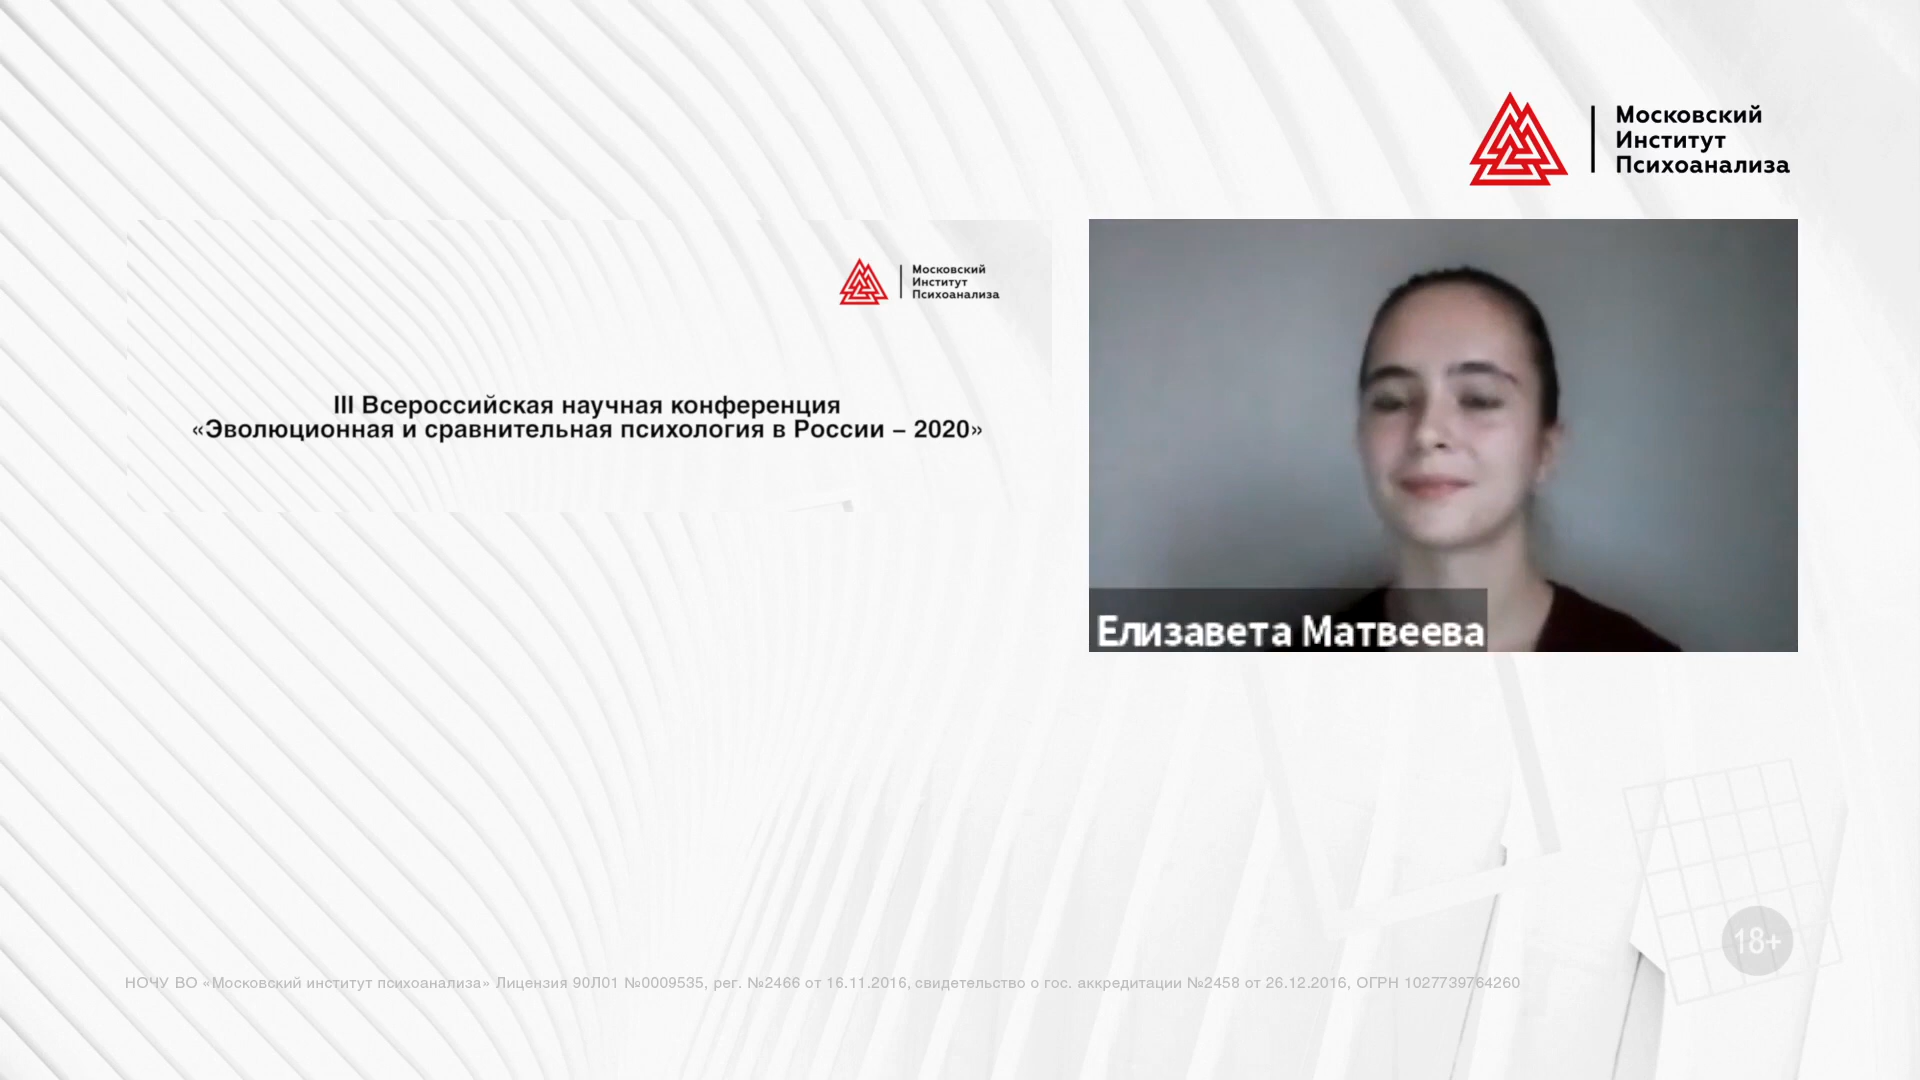 Московский
Институт
Психоанализа
Московский
Институт
Психоанализа
III Всероссийская научная конференция
«Эволюционная и сравнительная психология в России – 2020»
Елизавета Матвеева
18+
НОЧУ ВО «Московский институт психоанализа» Лицензия 90Л01 №0009535, рег. №2466 от 16.11.2016, свидетельство о гос. аккредитации №2458 от 26.12.2016, ОГРН 1027739764260